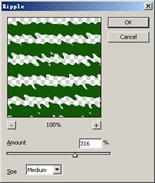 Ripple
OK
Cancel
- 100% +
Amount 316 %
Size Medium